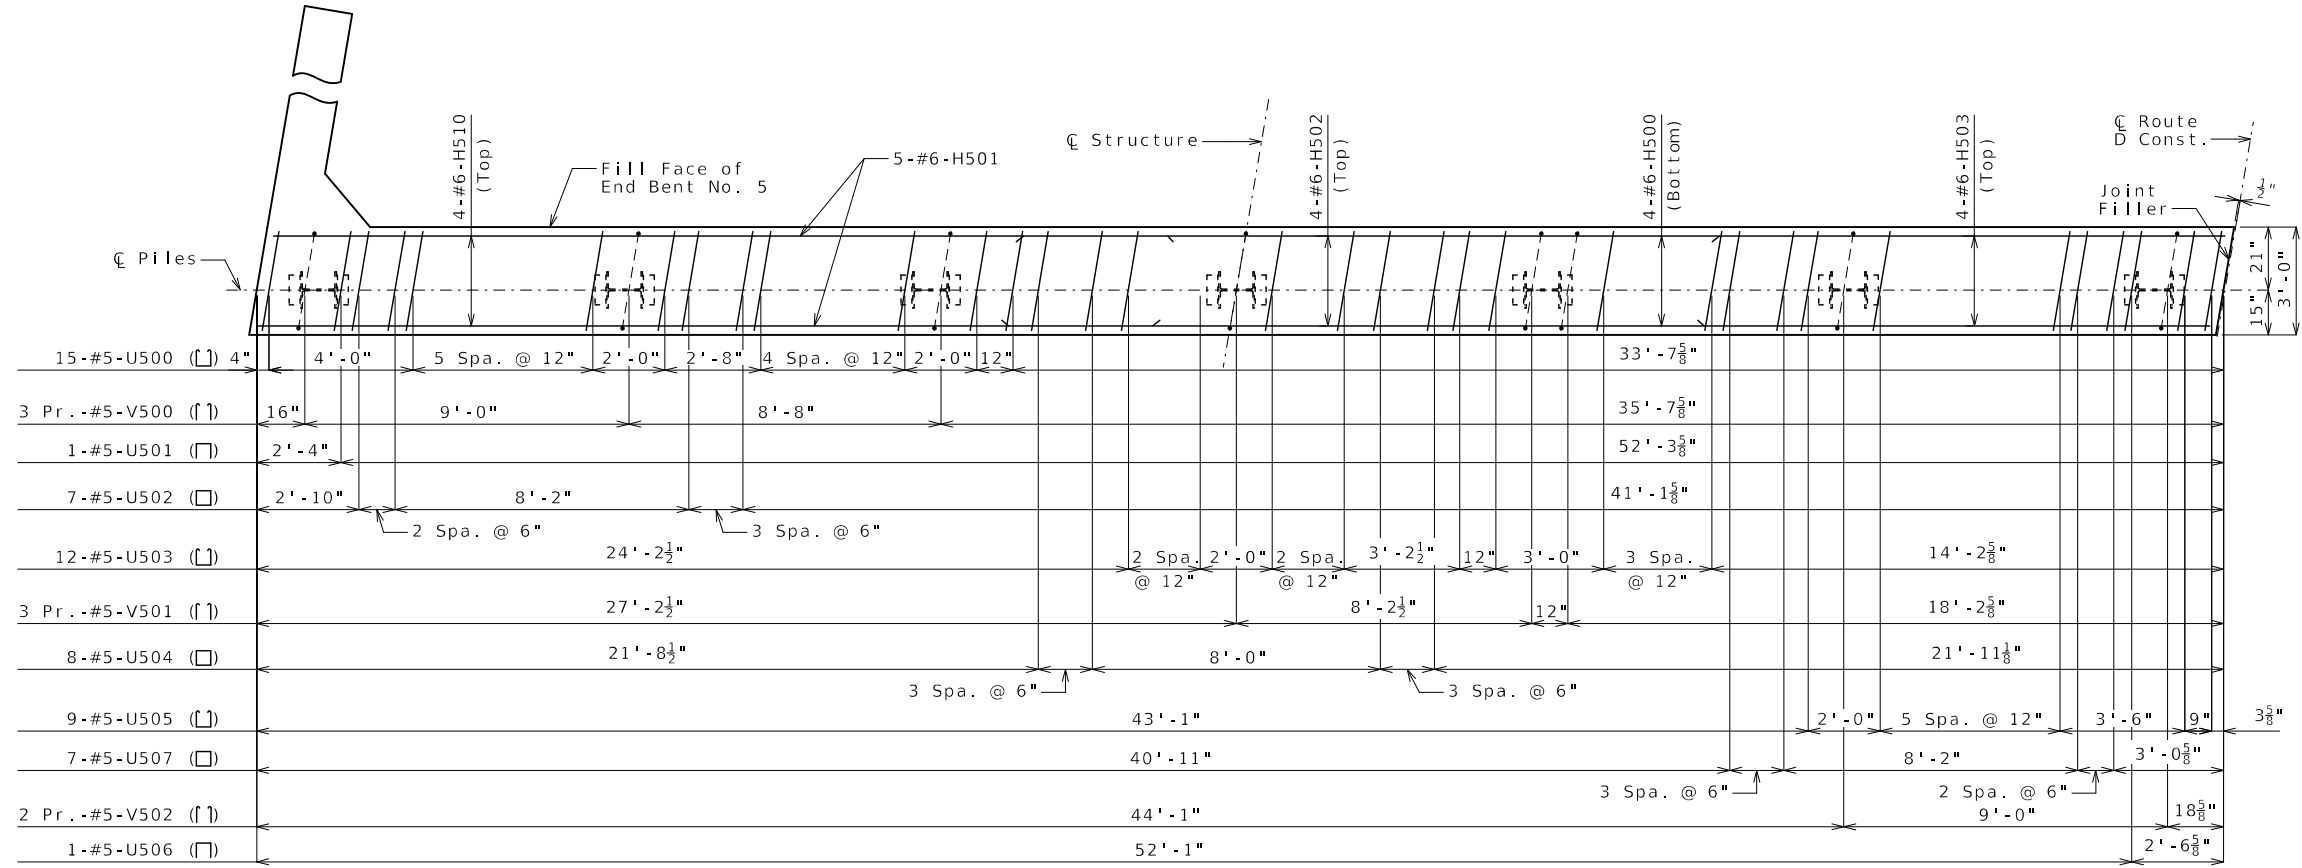 ℄ Structure
℄ Route
D Const.
4-#6-H510
(Top)
4-#6-H502
(Top)
4-#6-H500
(Bottom)
4-#6-H503
(Top)
Fill Face of
End Bent No. 5
5-#6-H501
Joint
Filler
½"
℄ Piles
21"
15"
3'-0"
15-#5-U500 (⊔) 4" 4'-0" 5 Spa. @ 12" 2'-0" 2'-8" 4 Spa. @ 12" 2'-0" 12" 33'-7⅝"
3 Pr.-#5-V500 (⌈⌉) 16" 9'-0" 8'-8" 35'-7⅝"
1-#5-U501 (⊓) 2'-4" 52'-3⅝"
7-#5-U502 (□) 2'-10" 8'-2" 41'-1⅝"
2 Spa. @ 6" 3 Spa. @ 6"
12-#5-U503 (⊔) 24'-2½" 2 Spa. @ 12" 2'-0" 2 Spa. @ 12" 3'-2½" 12" 3'-0" 3 Spa. @ 12" 14'-2⅝"
3 Pr.-#5-V501 (⌈⌉) 27'-2½" 8'-2½" 12" 18'-2⅝"
8-#5-U504 (□) 21'-8½" 8'-0" 21'-11⅛"
3 Spa. @ 6" 3 Spa. @ 6"
9-#5-U505 (⊔) 43'-1" 2'-0" 5 Spa. @ 12" 3'-6" 9" 3⅝"
7-#5-U507 (□) 40'-11" 8'-2" 3'-0⅝"
3 Spa. @ 6" 2 Spa. @ 6"
2 Pr.-#5-V502 (⌈⌉) 44'-1" 9'-0" 18⅝"
1-#5-U506 (⊓) 52'-1" 2'-6⅝"